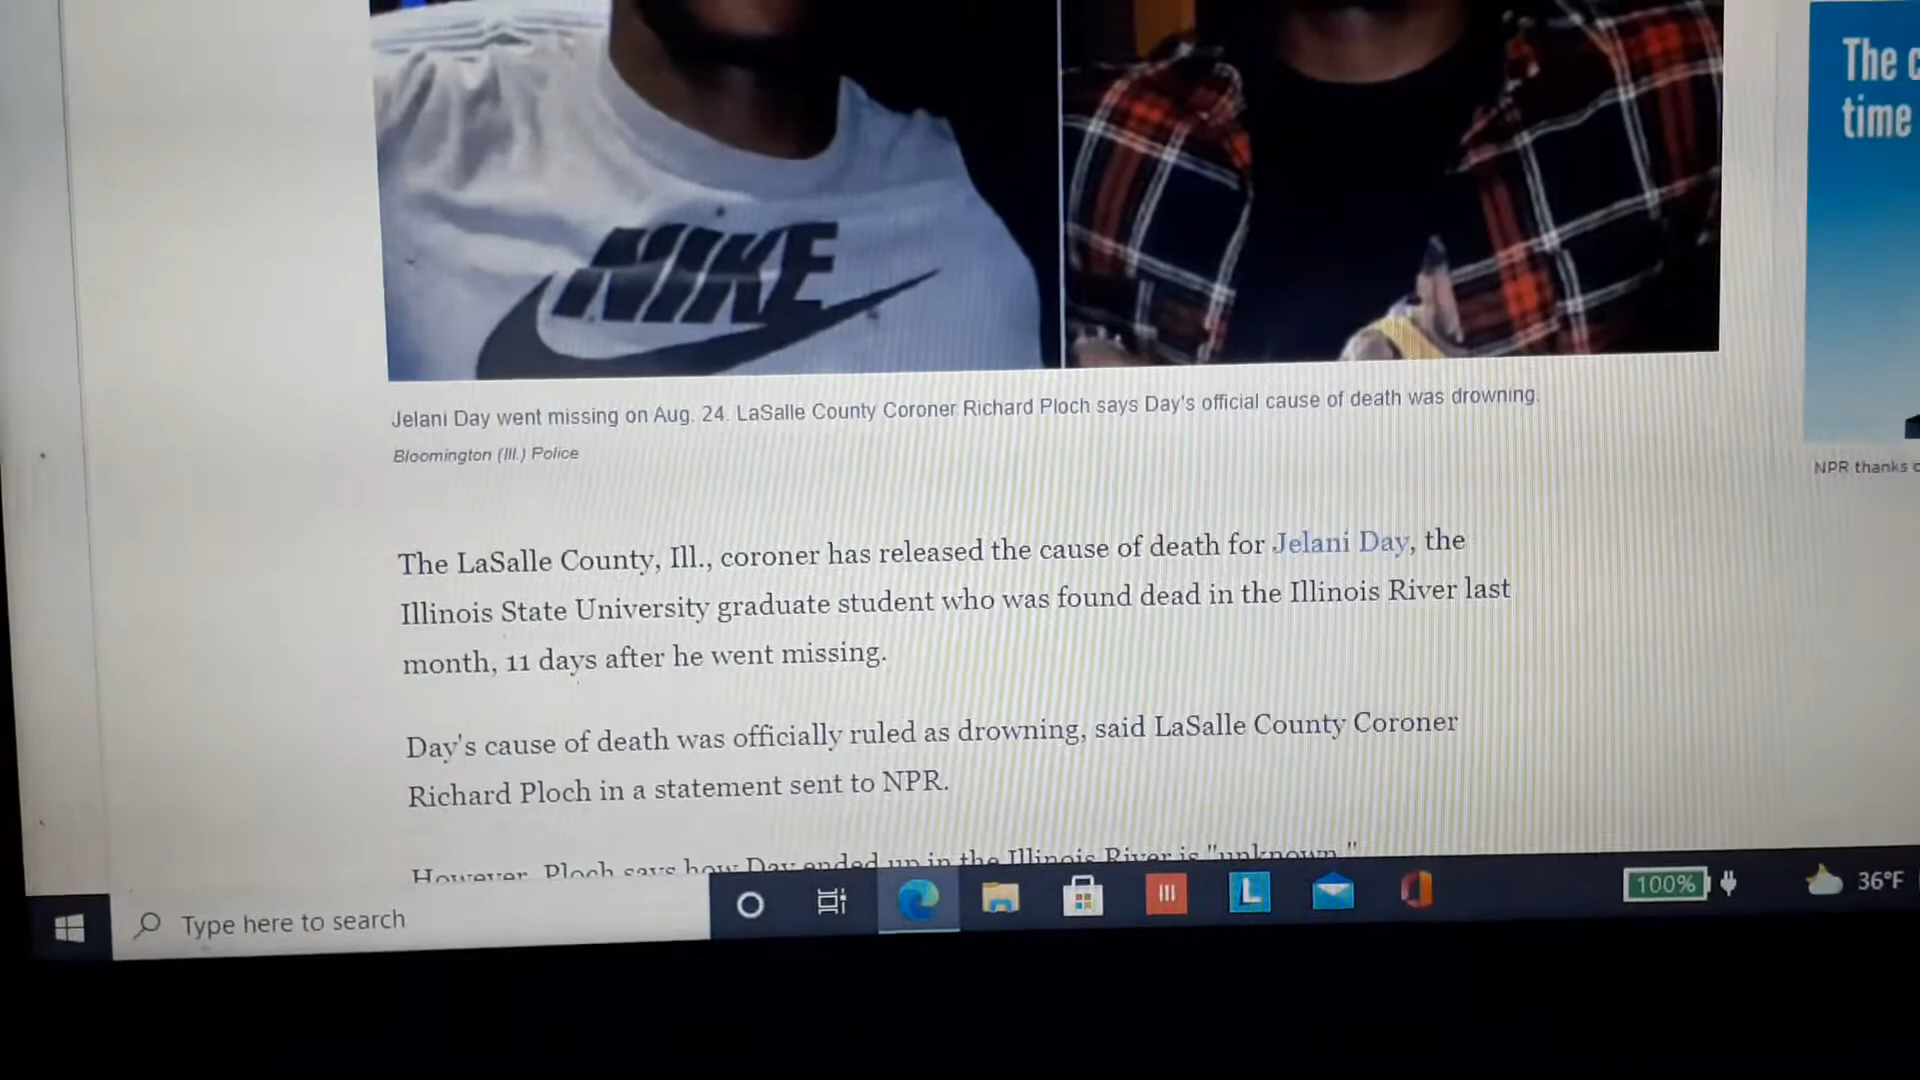 The c
time
NIKE
Jelani Day went missing on Aug. 24. LaSalle County Coroner Richard Ploch says Day's official cause of death was drowning.
Bloomington (Ill.) Police
NPR thanks
The LaSalle County, Ill., coroner has released the cause of death for Jelani Day, the
Illinois State University graduate student who was found dead in the Illinois River last
month, 11 days after he went missing.
Day's cause of death was officially ruled as drowning, said LaSalle County Coroner
Richard Ploch in a statement sent to NPR.
However, Ploch says how Day ended up in the Illinois River is "unknown."
Type here to search
L
100%
36°F